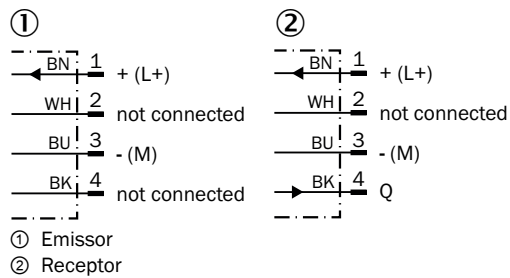 ① ②
BN 1 + (L+)
WH 2 not connected
BU 3 - (M)
BK 4 not connected
BN 1 + (L+)
WH 2 not connected
BU 3 - (M)
BK 4 Q
① Emissor
② Receptor